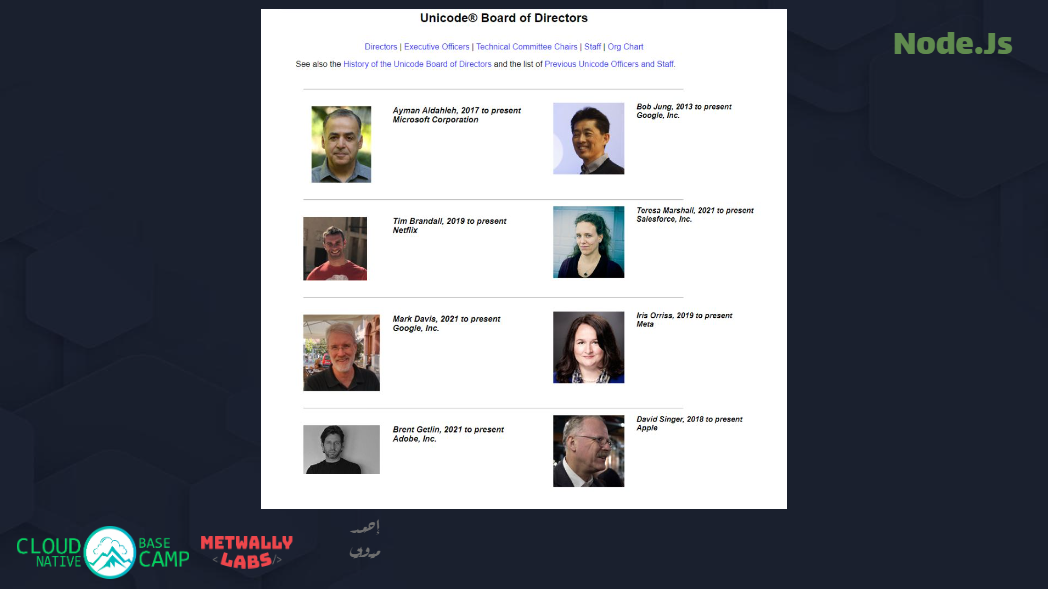 Unicode® Board of Directors
Node.Js
Directors | Executive Officers | Technical Committee Chairs | Staff | Org Chart
See also the History of the Unicode Board of Directors and the list of Previous Unicode Officers and Staff.
Ayman Aldahleh, 2017 to present
Microsoft Corporation
Bob Jung, 2013 to present
Google, Inc.
Tim Brandall, 2019 to present
Netflix
Teresa Marshall, 2021 to present
Salesforce, Inc.
Mark Davis, 2021 to present
Google, Inc.
Iris Orriss, 2019 to present
Meta
Brent Getlin, 2021 to present
Adobe, Inc.
David Singer, 2018 to present
Apple
CLOUD NATIVE
BASE CAMP
METWALLY
<LABS/>
أحمد